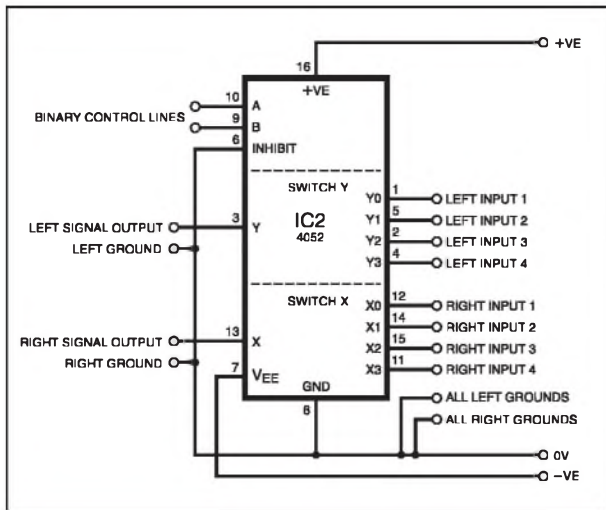 +VE
16
+VE
10 A
BINARY CONTROL LINES
9 B
6 INHIBIT
SWITCH Y
Y0 1 LEFT INPUT 1
IC2
4052
LEFT SIGNAL OUTPUT 3 Y
Y1 5 LEFT INPUT 2
LEFT GROUND
Y2 2 LEFT INPUT 3
Y3 4 LEFT INPUT 4
SWITCH X
X0 12 RIGHT INPUT 1
RIGHT SIGNAL OUTPUT 13 X
X1 14 RIGHT INPUT 2
RIGHT GROUND
X2 15 RIGHT INPUT 3
7 VEE
X3 11 RIGHT INPUT 4
GND
8
ALL LEFT GROUNDS
ALL RIGHT GROUNDS
0V
−VE